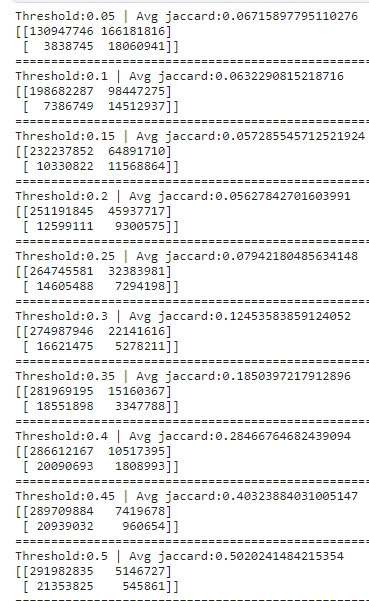 Threshold:0.05 | Avg jaccard:0.06715897795110276
[[130947746 166181816]
 [  3838745  18060941]]
==================================================
Threshold:0.1 | Avg jaccard:0.0632290815218716
[[198682287  98447275]
 [  7386749  14512937]]
==================================================
Threshold:0.15 | Avg jaccard:0.057285545712521924
[[232237852  64891710]
 [ 10330822  11568864]]
==================================================
Threshold:0.2 | Avg jaccard:0.05627842701603991
[[251191845  45937717]
 [ 12599111   9300575]]
==================================================
Threshold:0.25 | Avg jaccard:0.07942180485634148
[[264745581  32383981]
 [ 14605488   7294198]]
==================================================
Threshold:0.3 | Avg jaccard:0.12453583859124052
[[274987946  22141616]
 [ 16621475   5278211]]
==================================================
Threshold:0.35 | Avg jaccard:0.1850397217912896
[[281969195  15160367]
 [ 18551898   3347788]]
==================================================
Threshold:0.4 | Avg jaccard:0.28466764682439094
[[286612167  10517395]
 [ 20090693   1808993]]
==================================================
Threshold:0.45 | Avg jaccard:0.40323884031005147
[[289709884   7419678]
 [ 20939032    960654]]
==================================================
Threshold:0.5 | Avg jaccard:0.5020241484215354
[[291982835   5146727]
 [ 21353825    545861]]
==================================================